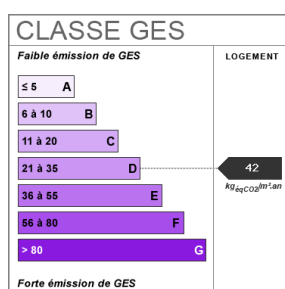 CLASSE GES
Faible émission de GES
LOGEMENT
≤ 5 A
6 à 10 B
11 à 20 C
21 à 35 D
42
kgéqCO2/m².an
36 à 55 E
56 à 80 F
> 80 G
Forte émission de GES